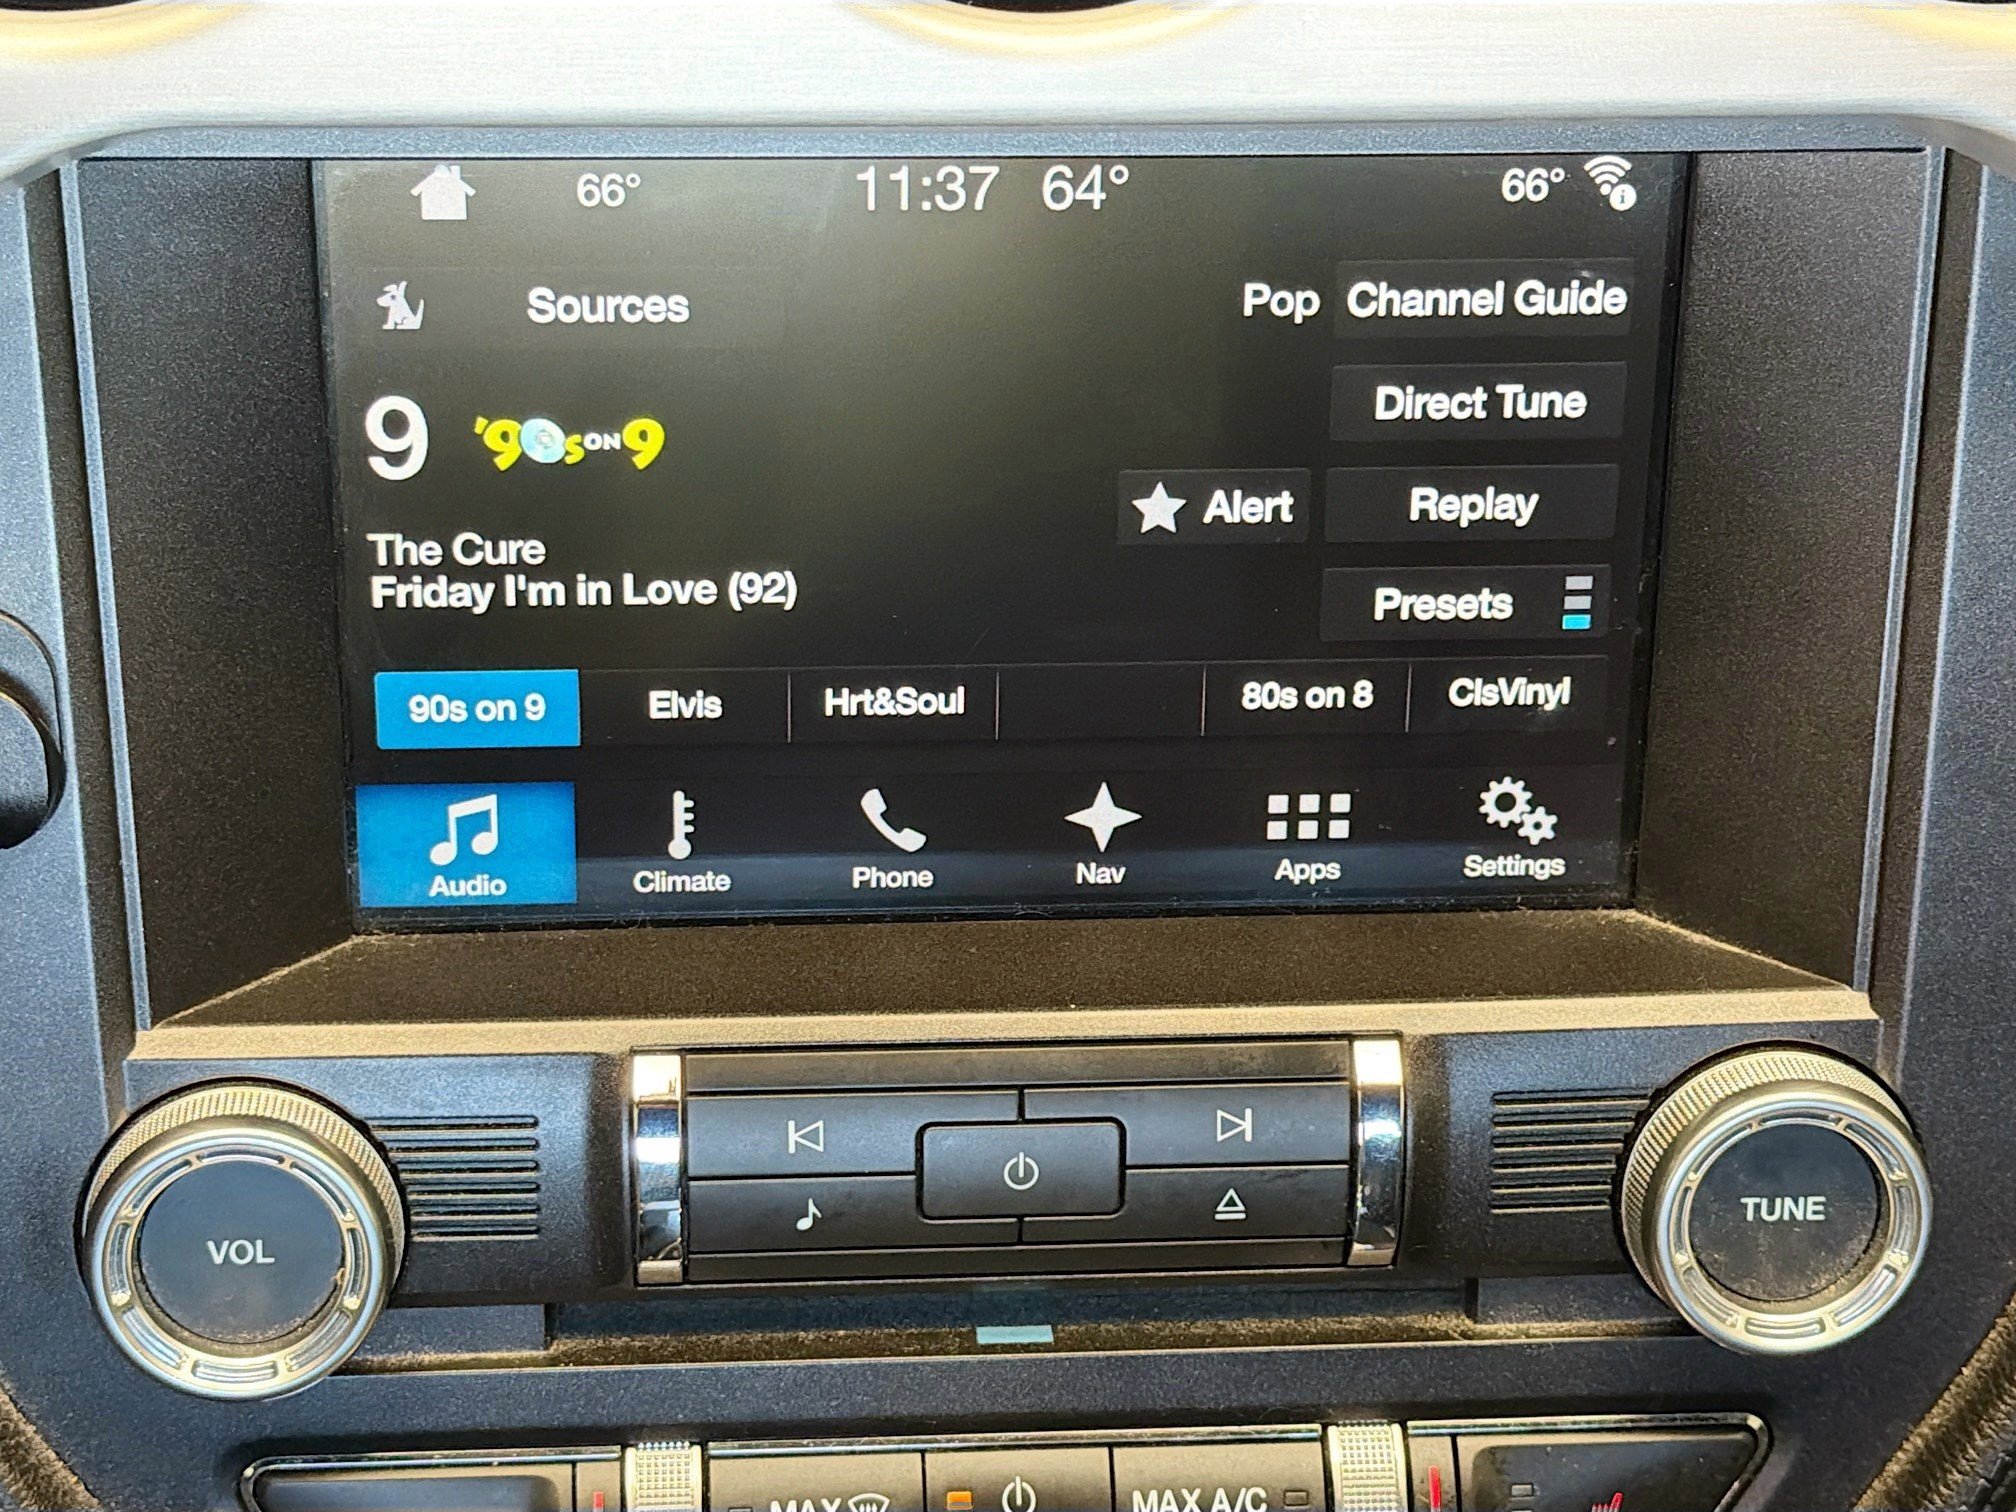 66° 11:37 64° 66°
Sources Pop Channel Guide
9 '90s ON 9 Direct Tune
Alert Replay
The Cure
Friday I'm in Love (92)
Presets
90s on 9 Elvis Hrt&Soul 80s on 8 ClsVinyl
Audio Climate Phone Nav Apps Settings
VOL TUNE
MAX MAX A/C